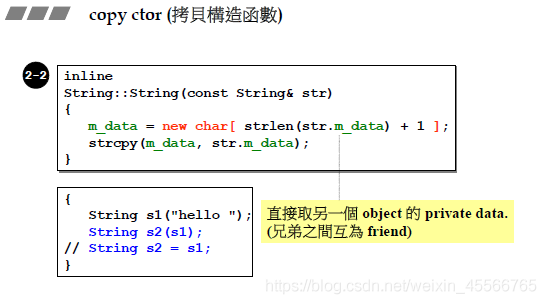 copy ctor (拷貝構造函數)
2-2
inline
String::String(const String& str)
{
m_data = new char[ strlen(str.m_data) + 1 ];
strcpy(m_data, str.m_data);
}
{
String s1("hello ");
String s2(s1);
// String s2 = s1;
}
直接取另一個 object 的 private data.
(兄弟之間互為 friend)
https://blog.csdn.net/weixin_45566765